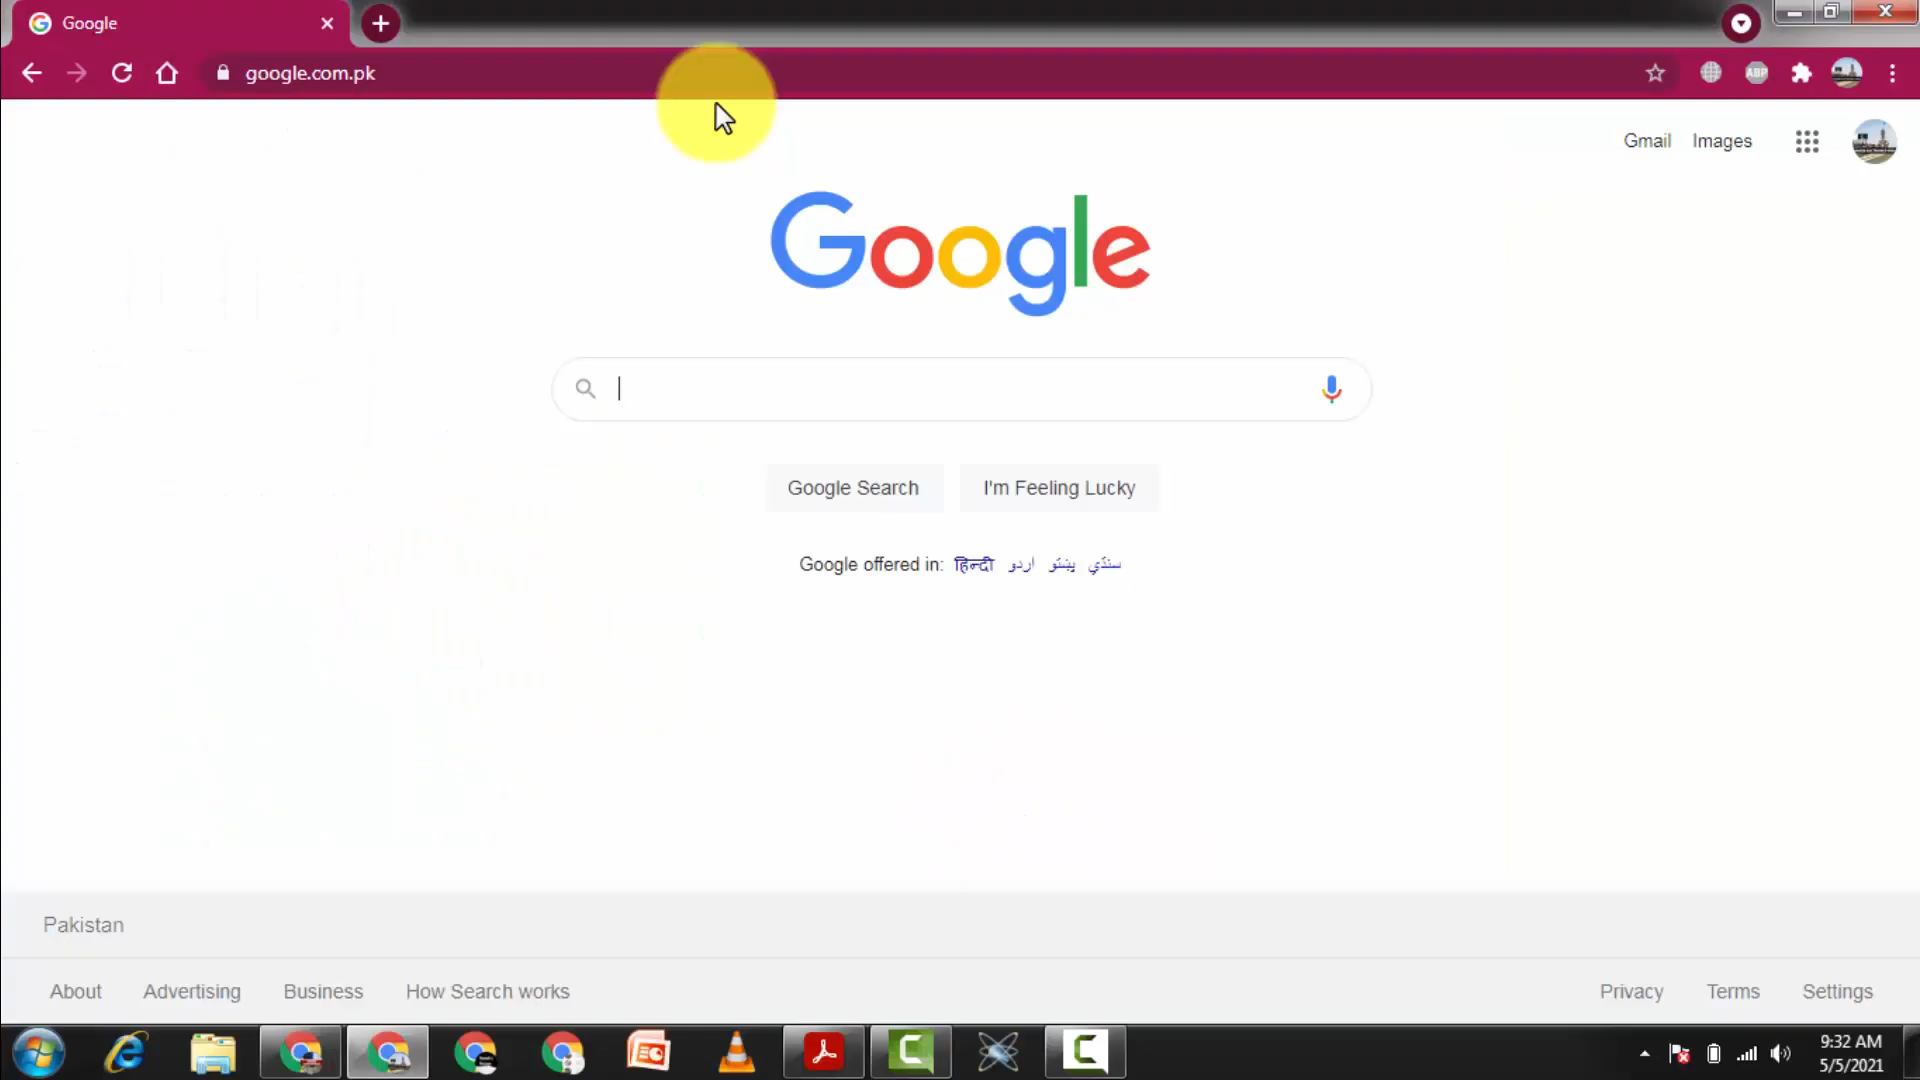 Google
google.com.pk
ABP
Gmail Images
Google
Google Search I'm Feeling Lucky
Google offered in: हिन्दी اردو پښتو سنڌي
Pakistan
About Advertising Business How Search works Privacy Terms Settings
9:32 AM
5/5/2021